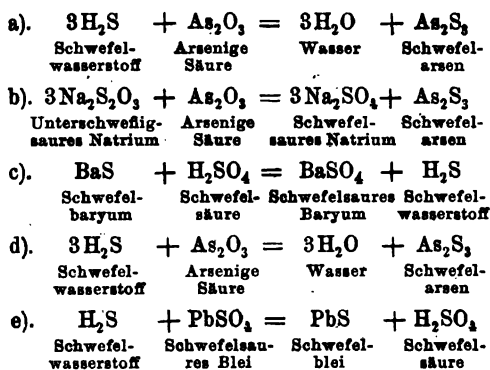 a). 3H₂S + As₂O₃ = 3H₂O + As₂S₃
Schwefel- Arsenige Wasser Schwefel-
wasserstoff Säure arsen
b). 3Na₂S₂O₃ + As₂O₃ = 3Na₂SO₄ + As₂S₃
Unterschweflig- Arsenige Schwefel- Schwefel-
saures Natrium Säure saures Natrium arsen
c). BaS + H₂SO₄ = BaSO₄ + H₂S
Schwefel- Schwefel- Schwefelsaures Schwefel-
baryum säure Baryum wasserstoff
d). 3H₂S + As₂O₃ = 3H₂O + As₂S₃
Schwefel- Arsenige Wasser Schwefel-
wasserstoff Säure arsen
e). H₂S + PbSO₄ = PbS + H₂SO₄
Schwefel- Schwefelsau- Schwefel- Schwefel-
wasserstoff res Blei blei säure